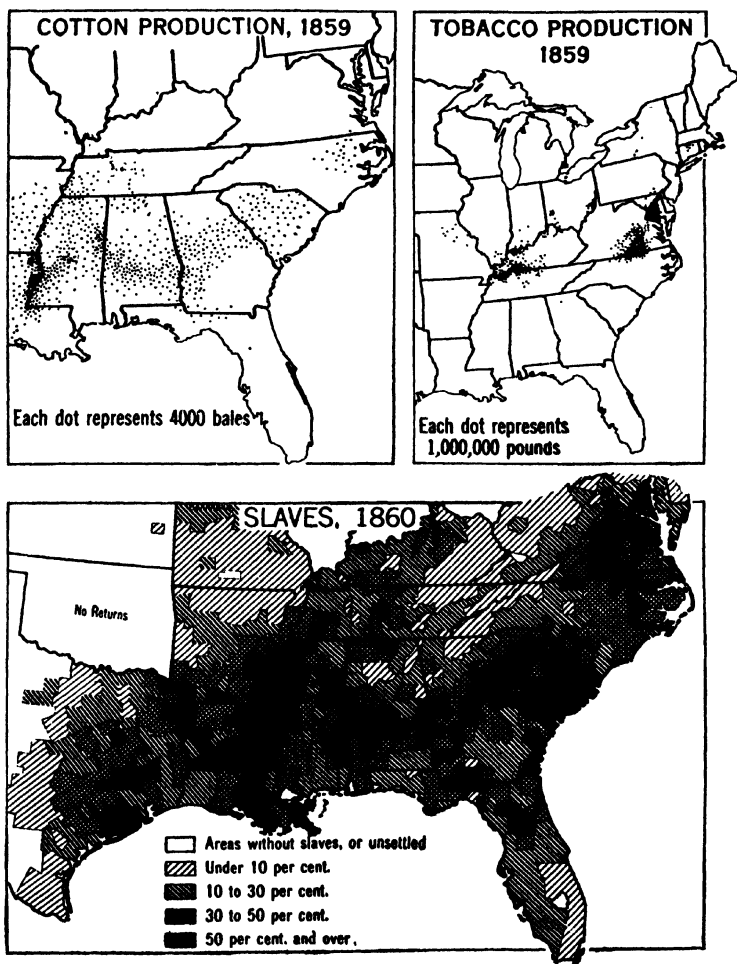 COTTON PRODUCTION, 1859
Each dot represents 4000 bales
TOBACCO PRODUCTION
1859
Each dot represents
1,000,000 pounds
SLAVES, 1860
No Returns
Areas without slaves, or unsettled
Under 10 per cent.
10 to 30 per cent.
30 to 50 per cent.
50 per cent. and over.